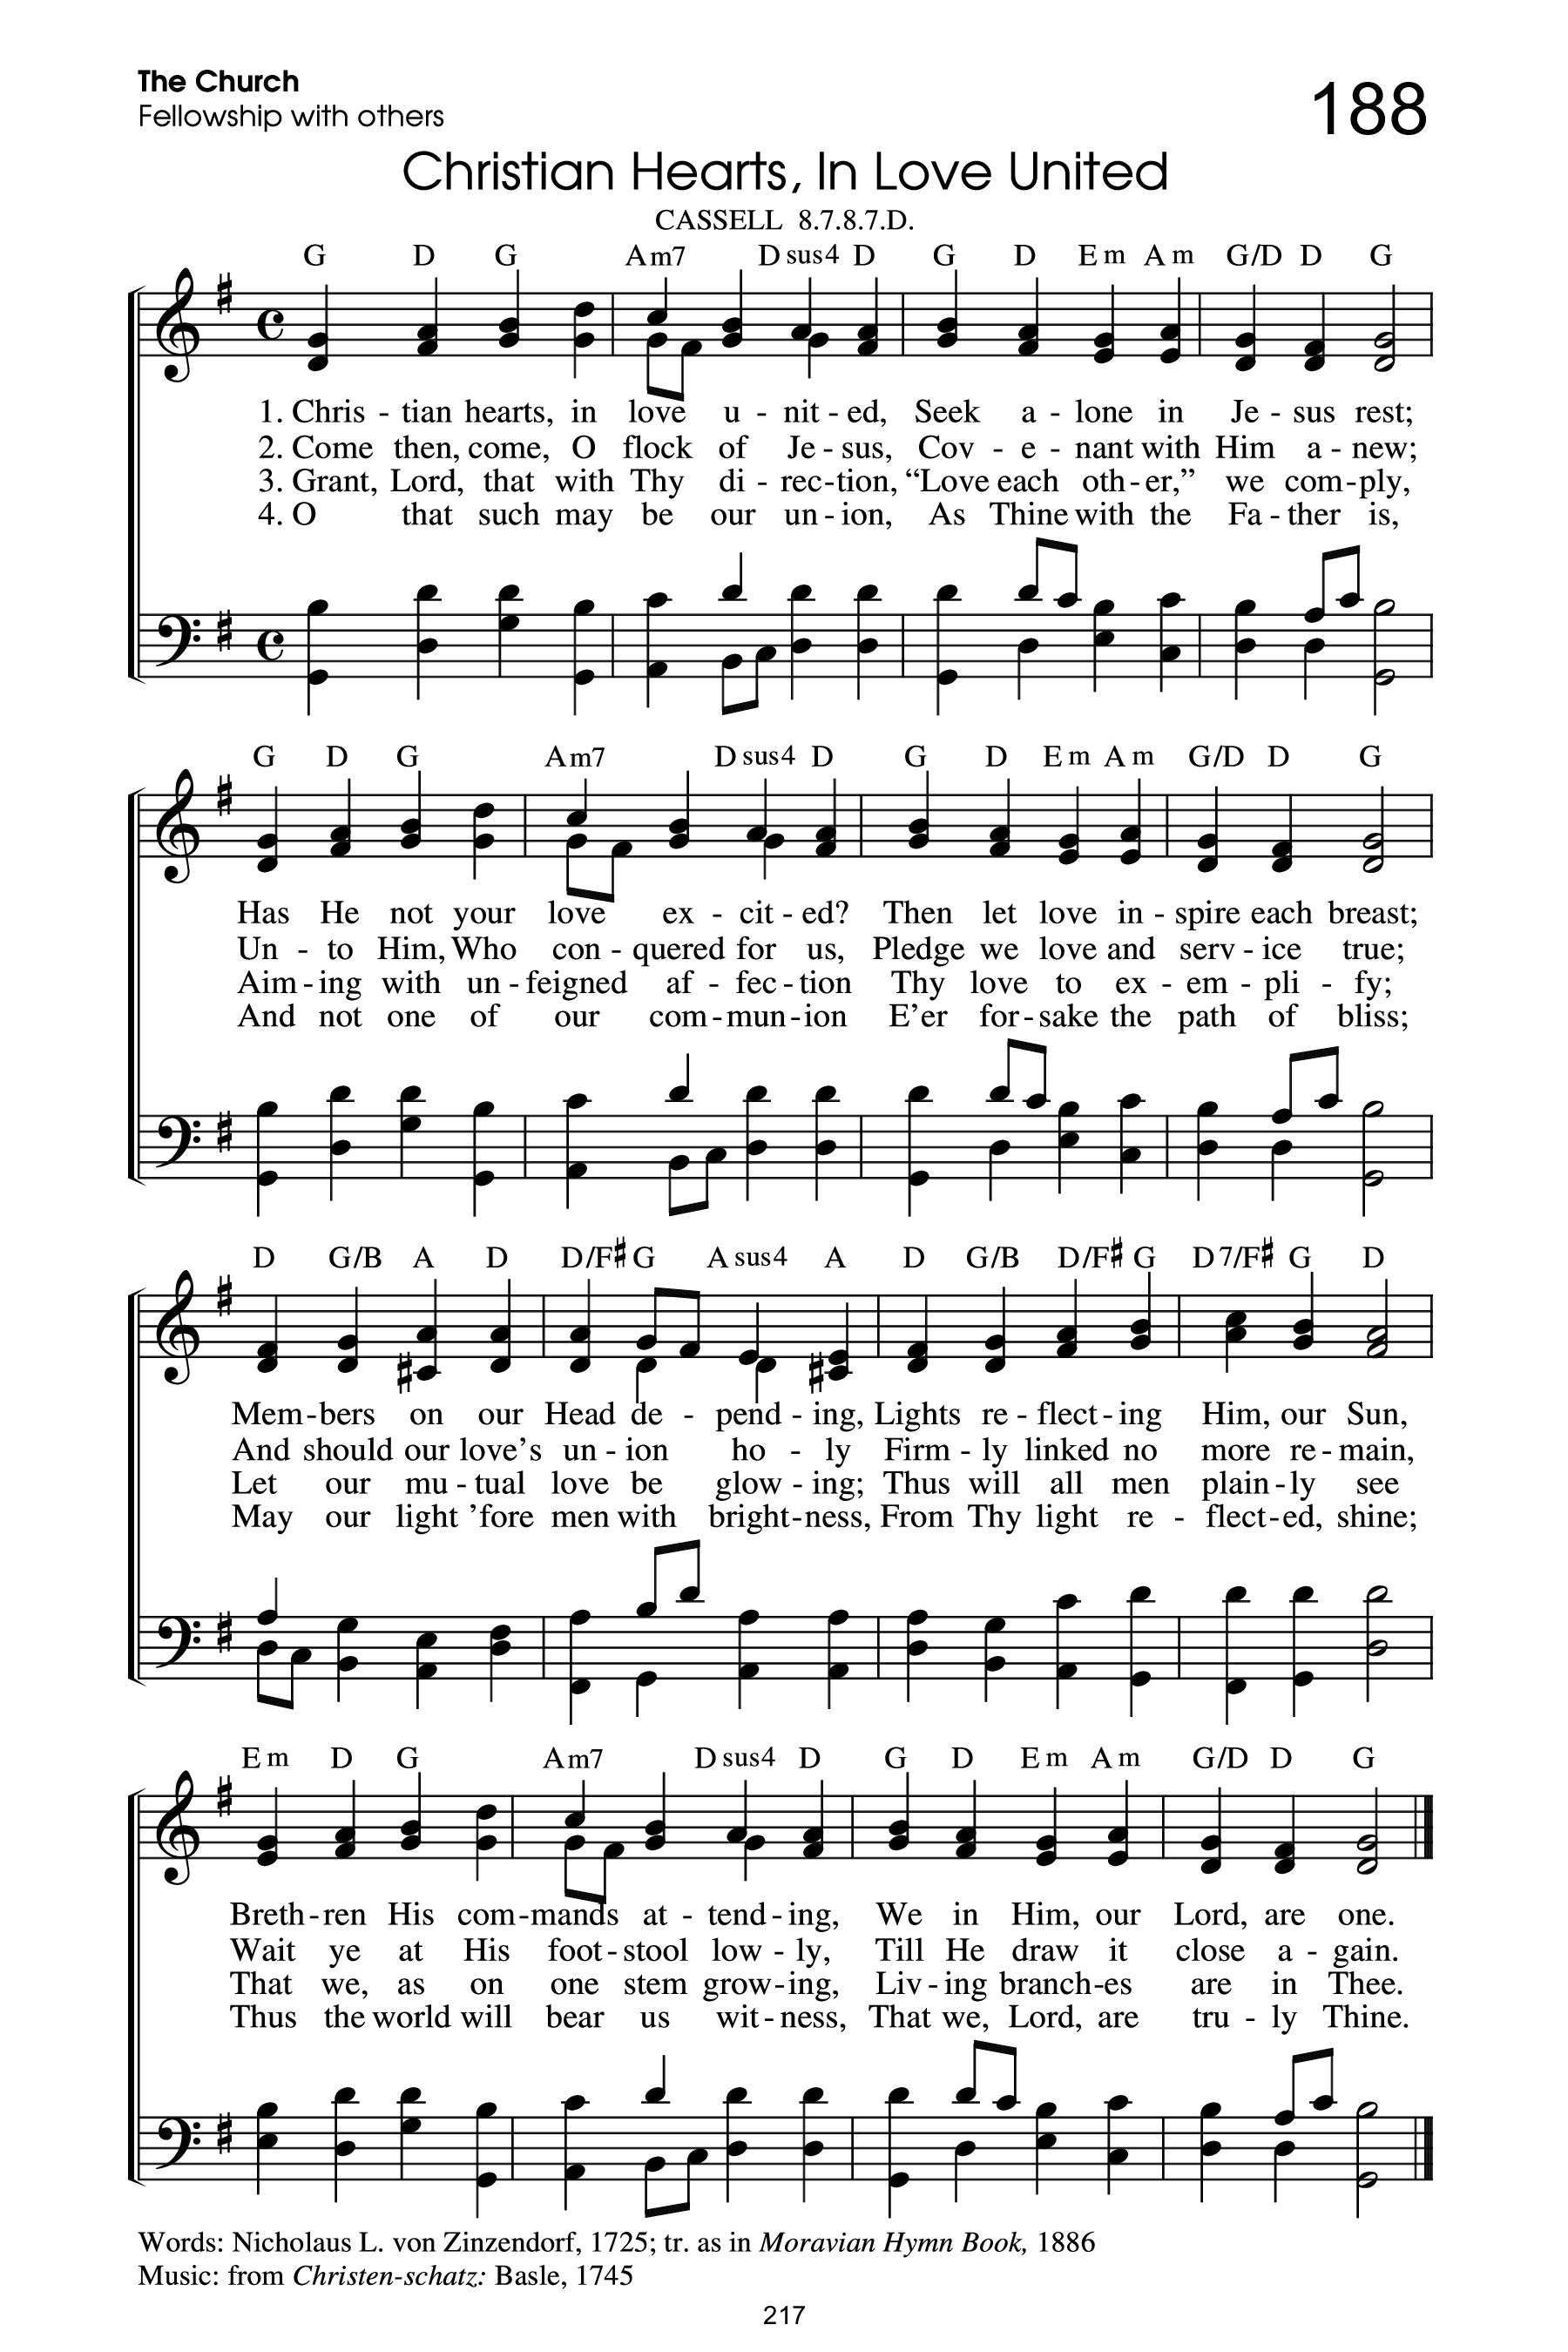 The Church
Fellowship with others
188
Christian Hearts, In Love United
CASSELL 8.7.8.7.D.
G D G Am7 Dsus4 D G D Em Am G/D D G
1. Chris - tian hearts, in love u - nit - ed, Seek a - lone in Je - sus rest;
2. Come then, come, O flock of Je - sus, Cov - e - nant with Him a - new;
3. Grant, Lord, that with Thy di - rec - tion, “Love each oth - er,” we com - ply,
4. O that such may be our un - ion, As Thine with the Fa - ther is,
G D G Am7 Dsus4 D G D Em Am G/D D G
Has He not your love ex - cit - ed? Then let love in - spire each breast;
Un - to Him, Who con - quered for us, Pledge we love and serv - ice true;
Aim - ing with un - feigned af - fec - tion Thy love to ex - em - pli - fy;
And not one of our com - mun - ion E’er for - sake the path of bliss;
D G/B A D D/F♯ G Asus4 A D G/B D/F♯ G D7/F♯ G D
Mem - bers on our Head de - pend - ing, Lights re - flect - ing Him, our Sun,
And should our love’s un - ion ho - ly Firm - ly linked no more re - main,
Let our mu - tual love be glow - ing; Thus will all men plain - ly see
May our light ’fore men with bright - ness, From Thy light re - flect - ed, shine;
Em D G Am7 Dsus4 D G D Em Am G/D D G
Breth - ren His com - mands at - tend - ing, We in Him, our Lord, are one.
Wait ye at His foot - stool low - ly, Till He draw it close a - gain.
That we, as on one stem grow - ing, Liv - ing branch - es are in Thee.
Thus the world will bear us wit - ness, That we, Lord, are tru - ly Thine.
Words: Nicholaus L. von Zinzendorf, 1725; tr. as in Moravian Hymn Book, 1886
Music: from Christen-schatz: Basle, 1745
217